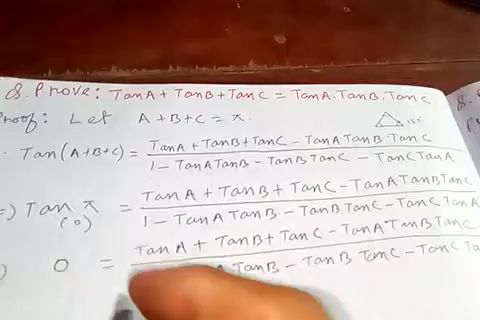 Q. Prove: TanA + TanB + TanC = TanA. TanB. TanC
Proof: Let A+B+C = π.
Tan(A+B+C) = TanA + TanB + TanC - TanA TanB TanC / 1 - TanA TanB - TanB TanC - TanC TanA
=) Tan π (0) = TanA + TanB + TanC - TanA TanB TanC / 1 - TanA TanB - TanB TanC - TanC TanA
) 0 = TanA + TanB + TanC - TanA TanB TanC / TanB - TanB TanC - TanC